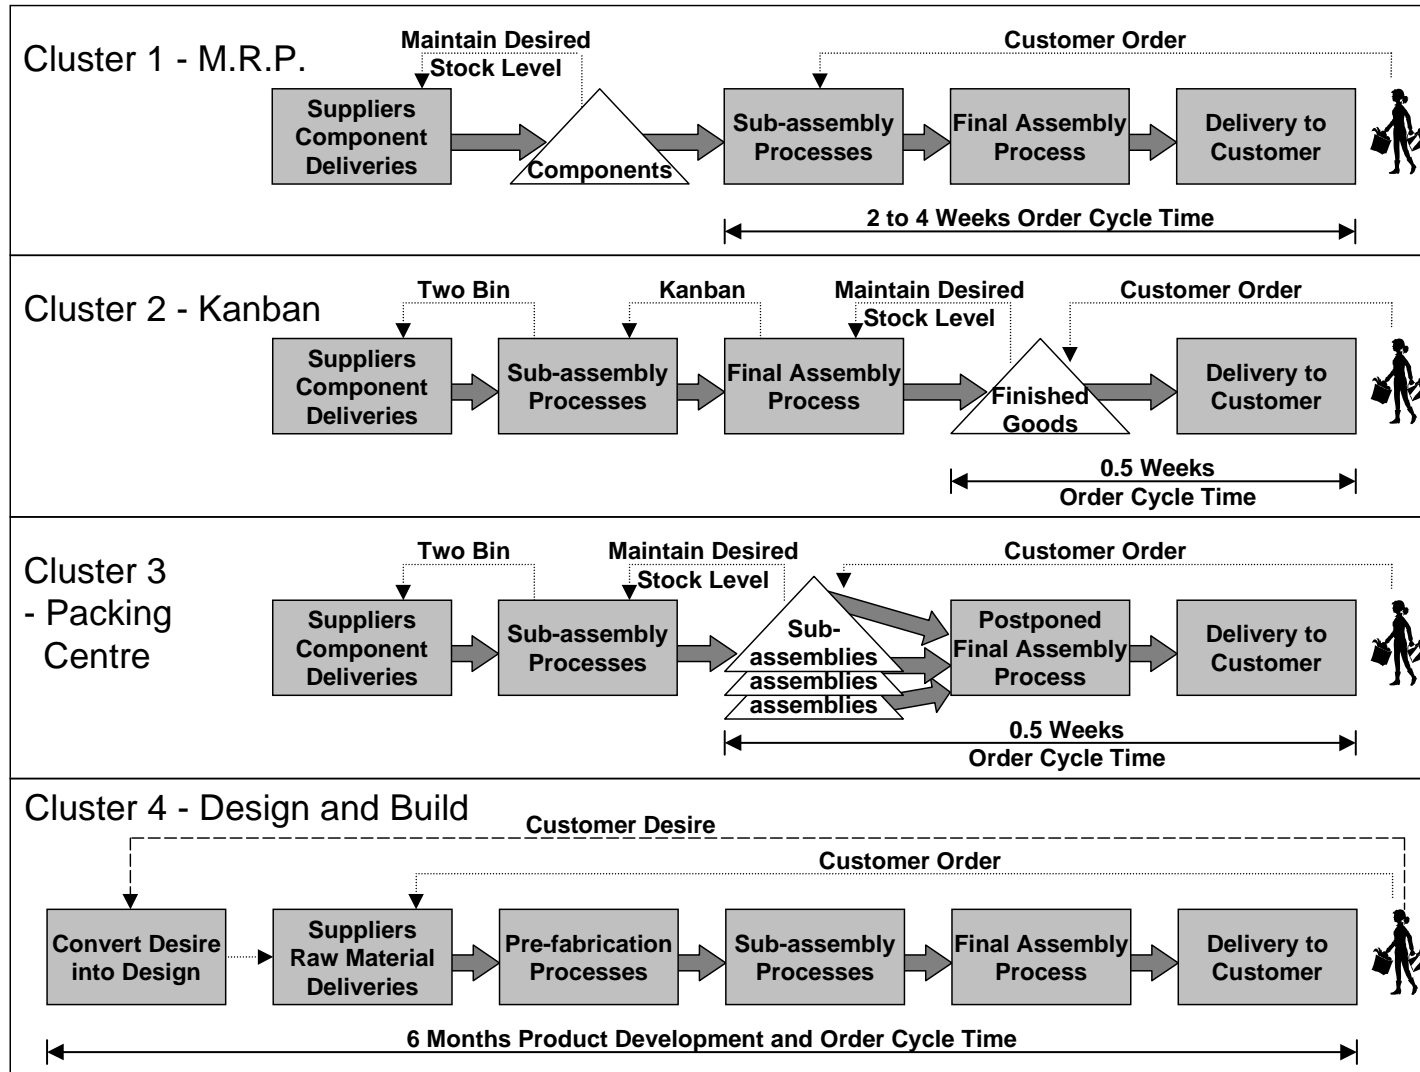 Cluster 1 - M.R.P.
Maintain Desired
Stock Level
Customer Order
Suppliers
Component
Deliveries
Components
Sub-assembly
Processes
Final Assembly
Process
Delivery to
Customer
2 to 4 Weeks Order Cycle Time
Cluster 2 - Kanban
Two Bin
Kanban
Maintain Desired
Stock Level
Customer Order
Suppliers
Component
Deliveries
Sub-assembly
Processes
Final Assembly
Process
Finished
Goods
Delivery to
Customer
0.5 Weeks
Order Cycle Time
Cluster 3
- Packing
Centre
Two Bin
Maintain Desired
Stock Level
Customer Order
Suppliers
Component
Deliveries
Sub-assembly
Processes
Sub-
assemblies
assemblies
assemblies
Postponed
Final Assembly
Process
Delivery to
Customer
0.5 Weeks
Order Cycle Time
Cluster 4 - Design and Build
Customer Desire
Customer Order
Convert Desire
into Design
Suppliers
Raw Material
Deliveries
Pre-fabrication
Processes
Sub-assembly
Processes
Final Assembly
Process
Delivery to
Customer
6 Months Product Development and Order Cycle Time